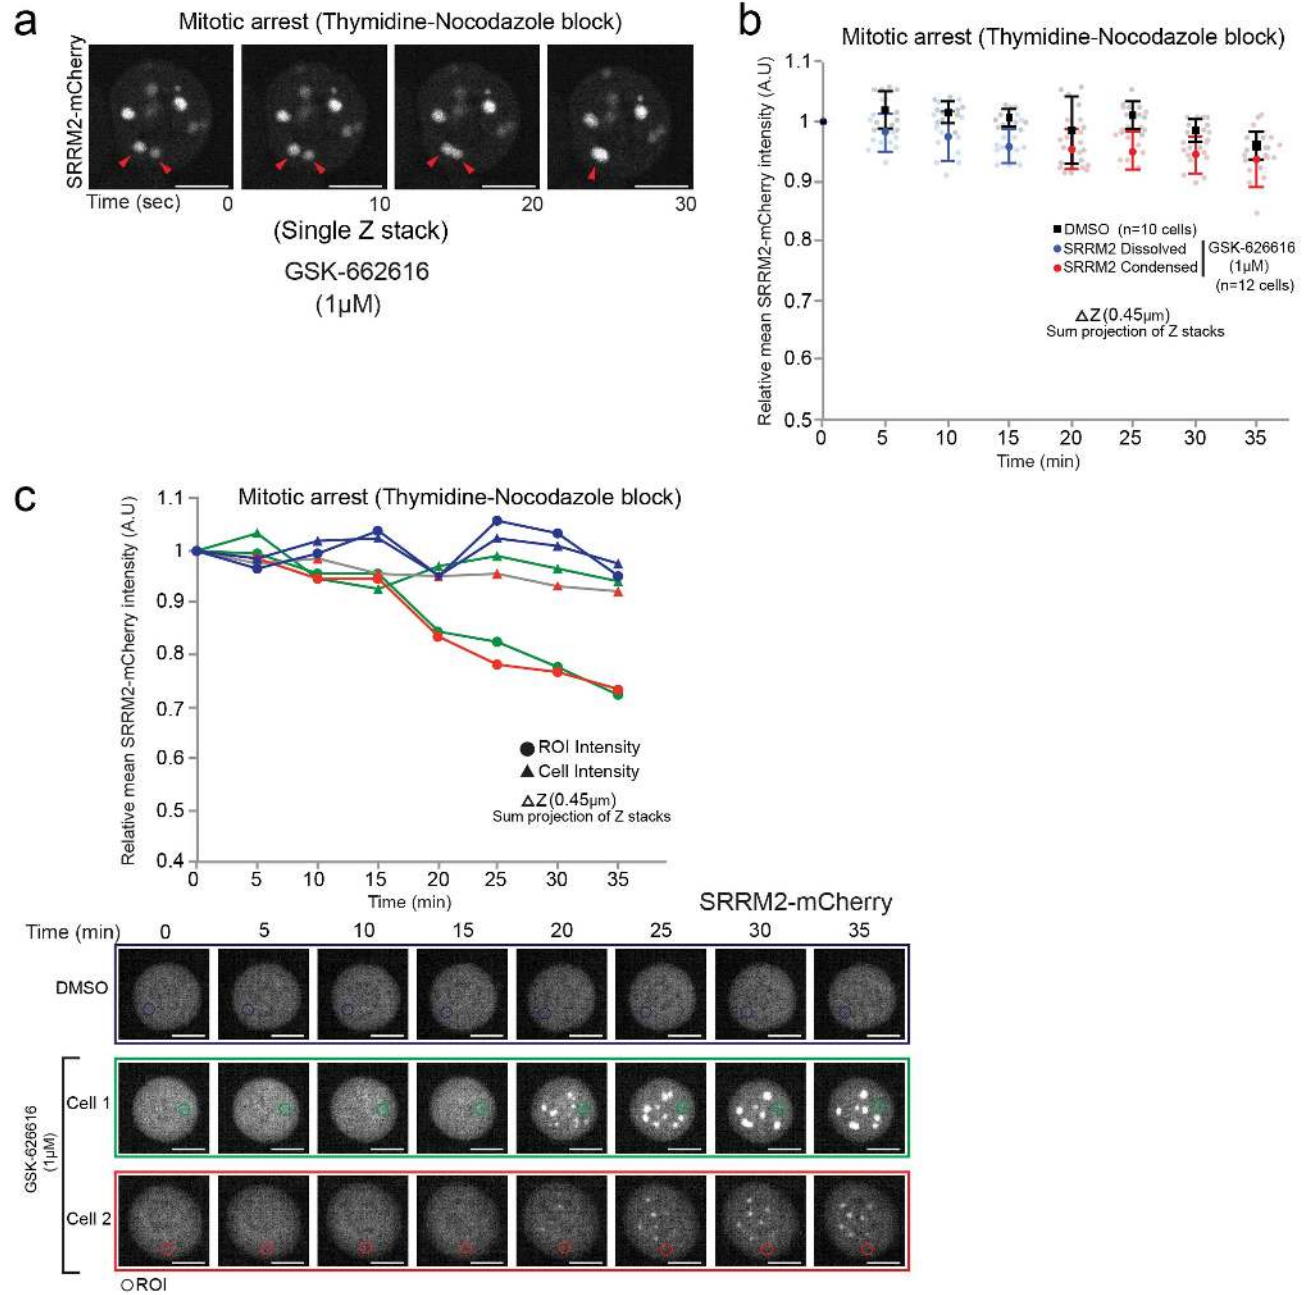 a
Mitotic arrest (Thymidine-Nocodazole block)
SRRM2-mCherry
Time (sec) 0 10 20 30
(Single Z stack)
GSK-662616
(1µM)
b
Mitotic arrest (Thymidine-Nocodazole block)
Relative mean SRRM2-mCherry intensity (A.U)
1.1
1
0.9
0.8
0.7
0.6
0.5
DMSO (n=10 cells)
SRRM2 Dissolved
SRRM2 Condensed
GSK-626616
(1µM)
(n=12 cells)
△Z(0.45µm)
Sum projection of Z stacks
0 5 10 15 20 25 30 35
Time (min)
c
Mitotic arrest (Thymidine-Nocodazole block)
Relative mean SRRM2-mCherry intensity (A.U)
1.1
1
0.9
0.8
0.7
0.6
0.5
0.4
ROI Intensity
Cell Intensity
△Z(0.45µm)
Sum projection of Z stacks
0 5 10 15 20 25 30 35
Time (min)
SRRM2-mCherry
Time (min) 0 5 10 15 20 25 30 35
DMSO
GSK-626616
(1µM)
Cell 1
Cell 2
ROI